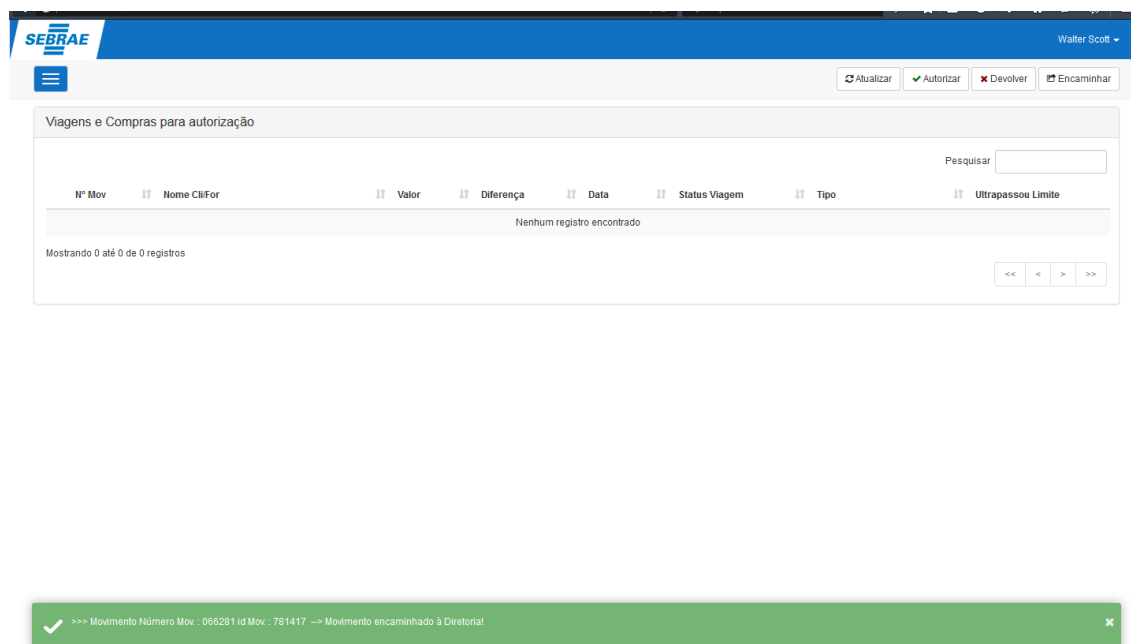 SEBRAE
Walter Scott
Atualizar Autorizar Devolver Encaminhar
Viagens e Compras para autorização
Pesquisar
Nº Mov Nome Cli/For Valor Diferença Data Status Viagem Tipo Ultrapassou Limite
Nenhum registro encontrado
Mostrando 0 até 0 de 0 registros
<< < > >>
>>> Movimento Número Mov. : 066281 id Mov. : 781417 --> Movimento encaminhado à Diretoria!